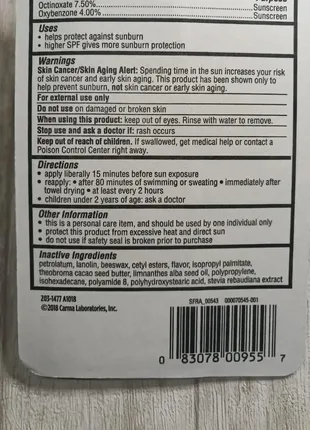 Octinoxate 7.50% Sunscreen
Oxybenzone 4.00% Sunscreen
Uses
• helps protect against sunburn
• higher SPF gives more sunburn protection
Warnings
Skin Cancer/Skin Aging Alert: Spending time in the sun increases your risk
of skin cancer and early skin aging. This product has been shown only to
help prevent sunburn, not skin cancer or early skin aging.
For external use only
Do not use on damaged or broken skin
When using this product: keep out of eyes. Rinse with water to remove.
Stop use and ask a doctor if: rash occurs
Keep out of reach of children. If swallowed, get medical help or contact a
Poison Control Center right away.
Directions
• apply liberally 15 minutes before sun exposure
• reapply: • after 80 minutes of swimming or sweating • immediately after
towel drying • at least every 2 hours
• children under 2 years of age: ask a doctor
Other Information
• this is a personal care item, and should be used by one individual only
• protect this product from excessive heat and direct sun
• do not use if safety seal is broken prior to purchase
Inactive Ingredients
petrolatum, lanolin, beeswax, cetyl esters, flavor, isopropyl palmitate,
theobroma cacao seed butter, limnanthes alba seed oil, polypropylene,
isohexadecane, polyamide 8, polyhydroxystearic acid, stevia rebaudiana extract
203-1477 A1018
©2018 Carma Laboratories, Inc.
SFRA_00543 000070545-001
0 83078 00955 7